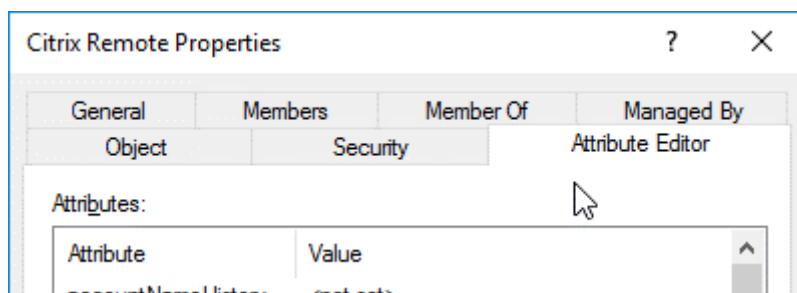 Citrix Remote Properties ?
General Members Member Of Managed By
Object Security Attribute Editor
Attributes:
Attribute Value